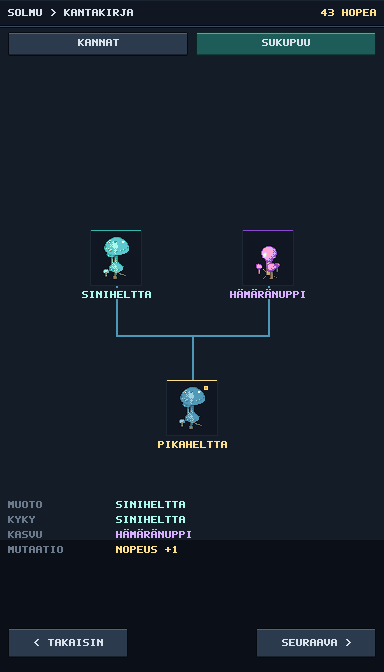 SOLMU > KANTAKIRJA 43 HOPEA
KANNAT SUKUPUU
SINIHELTTA HÄMÄRÄNUPPI
PIKAHELTTA
MUOTO SINIHELTTA
KYKY SINIHELTTA
KASVU HÄMÄRÄNUPPI
MUTAATIO NOPEUS +1
< TAKAISIN SEURAAVA >